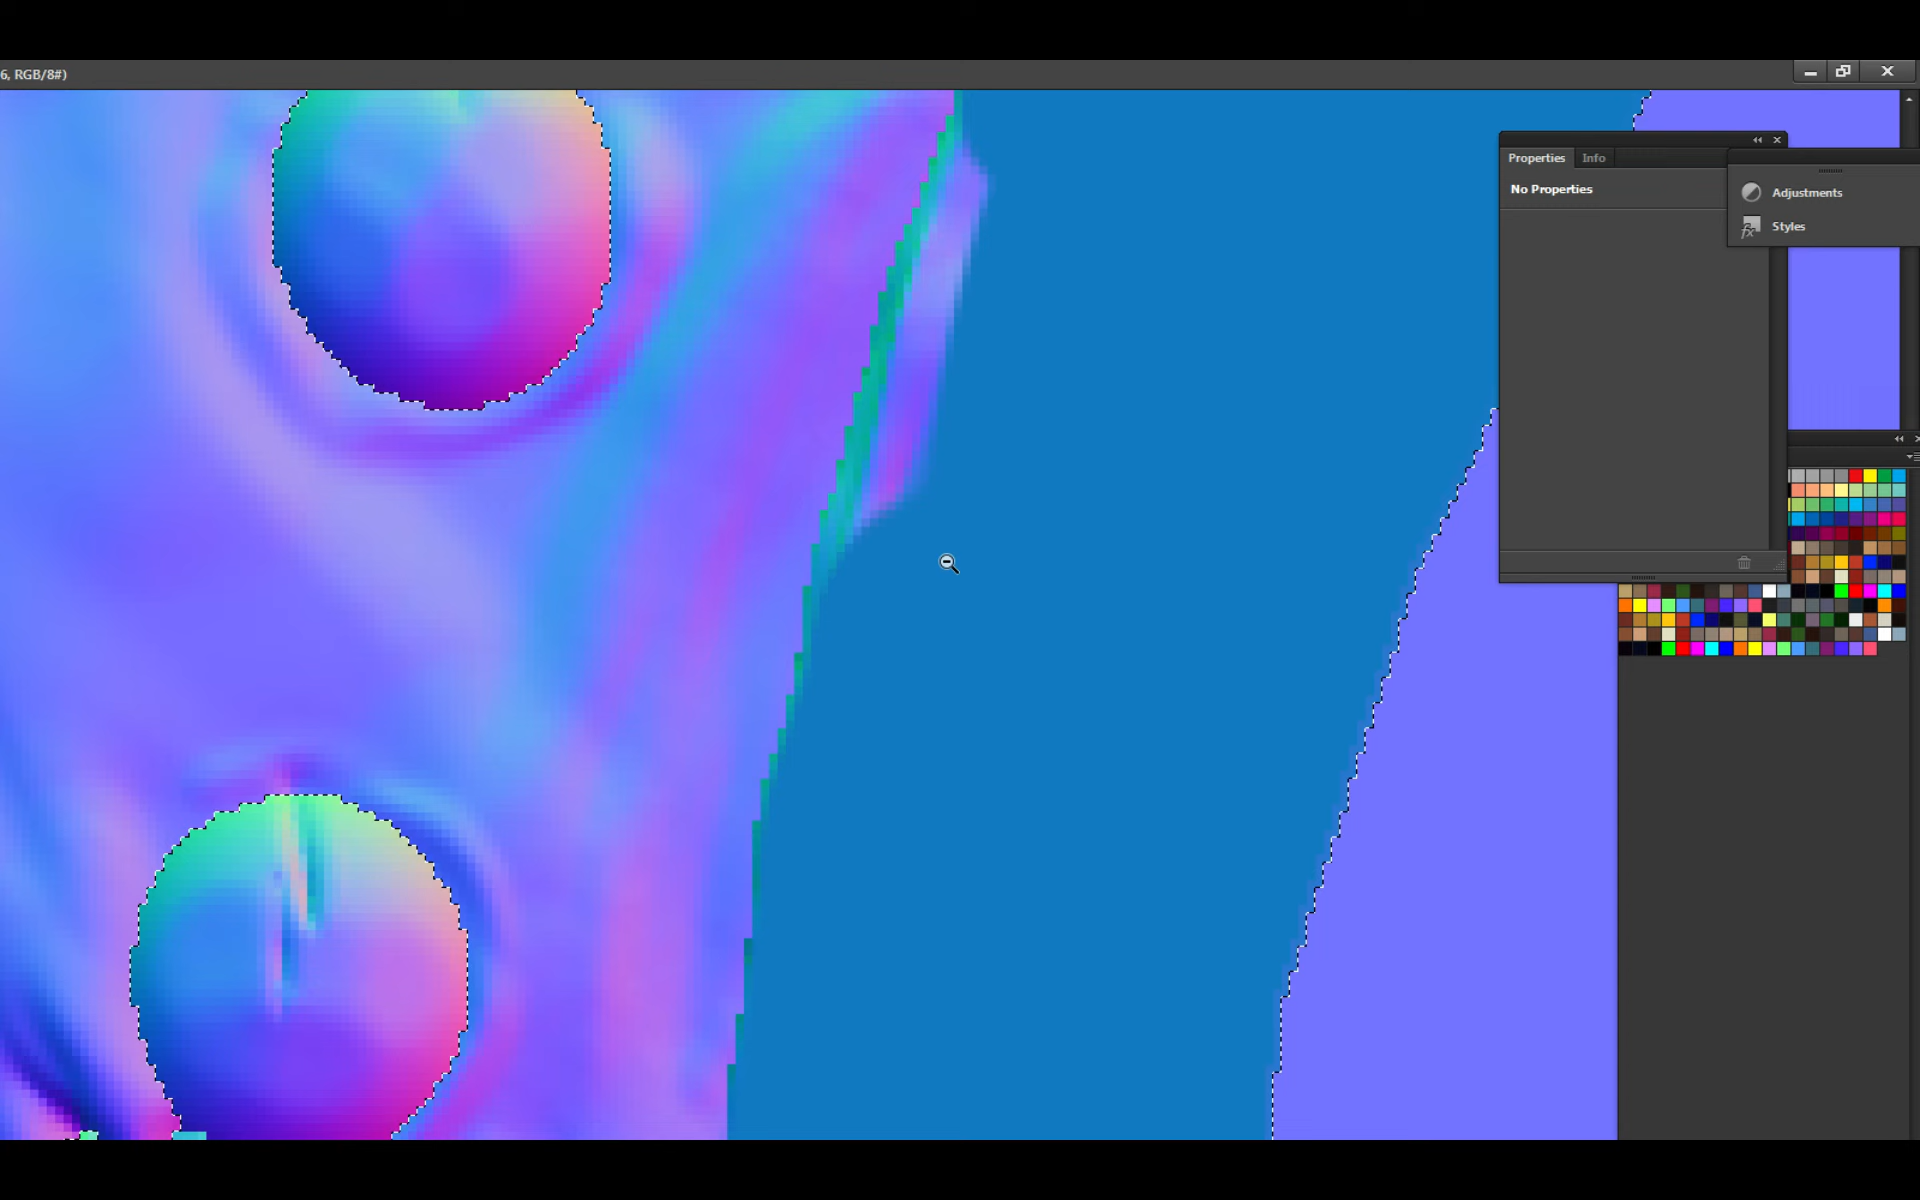 6, RGB/8#)
Properties Info
No Properties
Adjustments
Styles